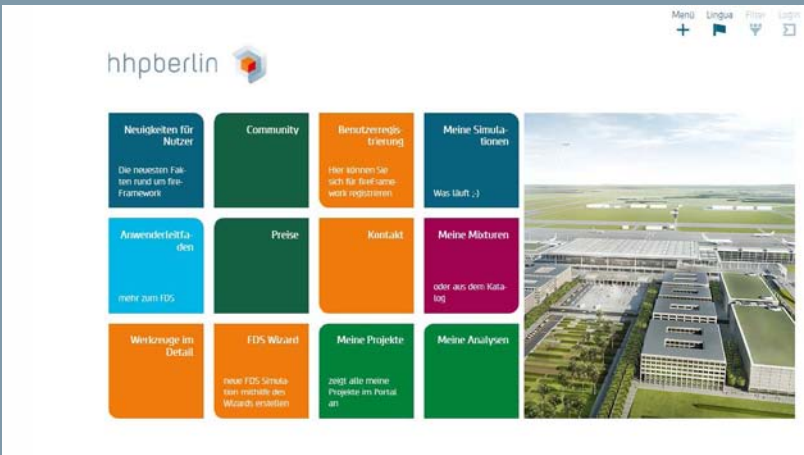 Menü Lingua Filter Login
hhpberlin
Neuigkeiten für
Nutzer
Die neuesten Fak-
ten rund um fire-
Framework
Community
Benutzerregis-
trierung
Hier können Sie
sich für fireFrame-
work registrieren
Meine Simula-
tionen
Was läuft ;-)
Anwenderleitfa-
den
mehr zum FDS
Preise
Kontakt
Meine Mixturen
oder aus dem Kata-
log
Werkzeuge im
Detail
FDS Wizard
neue FDS Simula-
tion mithilfe des
Wizards erstellen
Meine Projekte
zeigt alle meine
Projekte im Portal
an
Meine Analysen